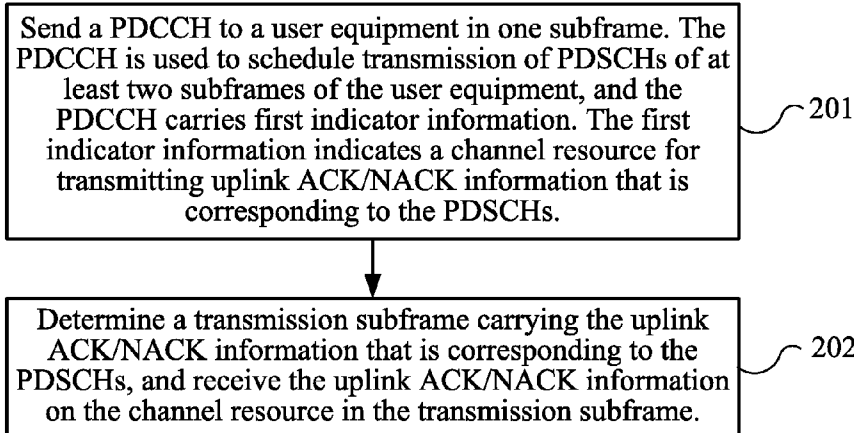 Send a PDCCH to a user equipment in one subframe. The
PDCCH is used to schedule transmission of PDSCHs of at
least two subframes of the user equipment, and the
PDCCH carries first indicator information. The first
indicator information indicates a channel resource for
transmitting uplink ACK/NACK information that is
corresponding to the PDSCHs.
201
Determine a transmission subframe carrying the uplink
ACK/NACK information that is corresponding to the
PDSCHs, and receive the uplink ACK/NACK information
on the channel resource in the transmission subframe.
202